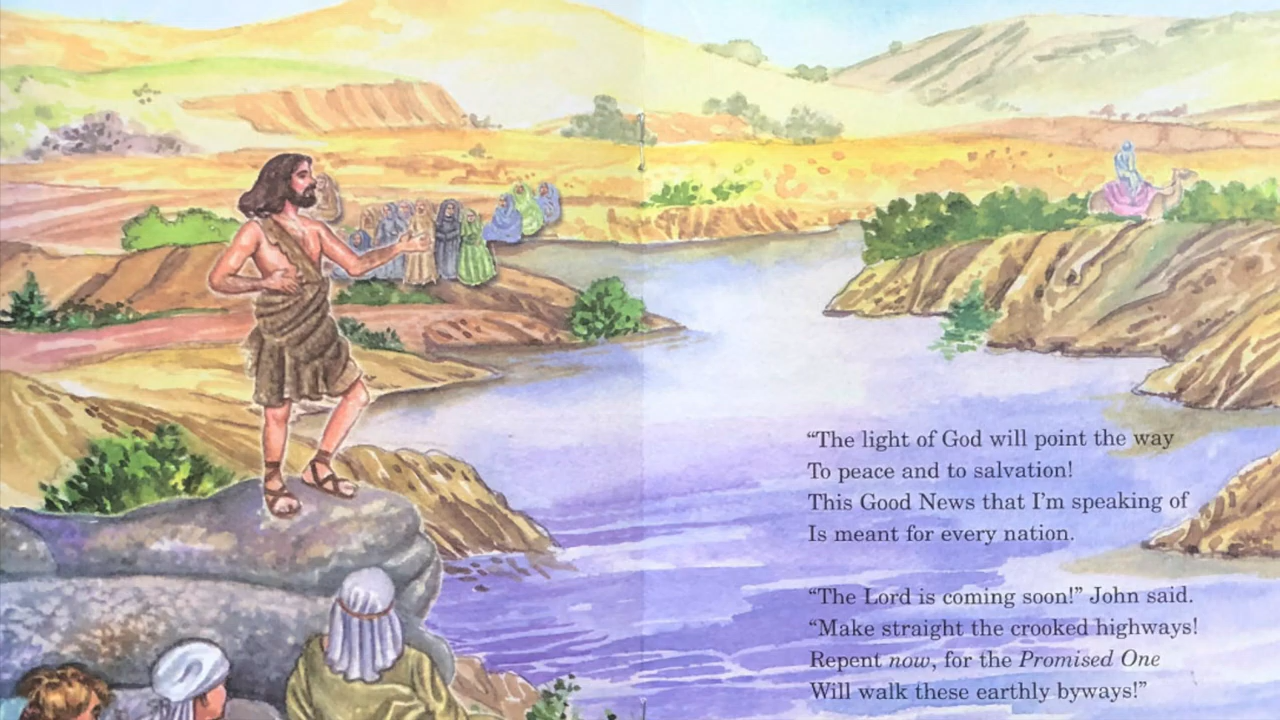 “The light of God will point the way
To peace and to salvation!
This Good News that I’m speaking of
Is meant for every nation.
“The Lord is coming soon!” John said.
“Make straight the crooked highways!
Repent now, for the Promised One
Will walk these earthly byways!”